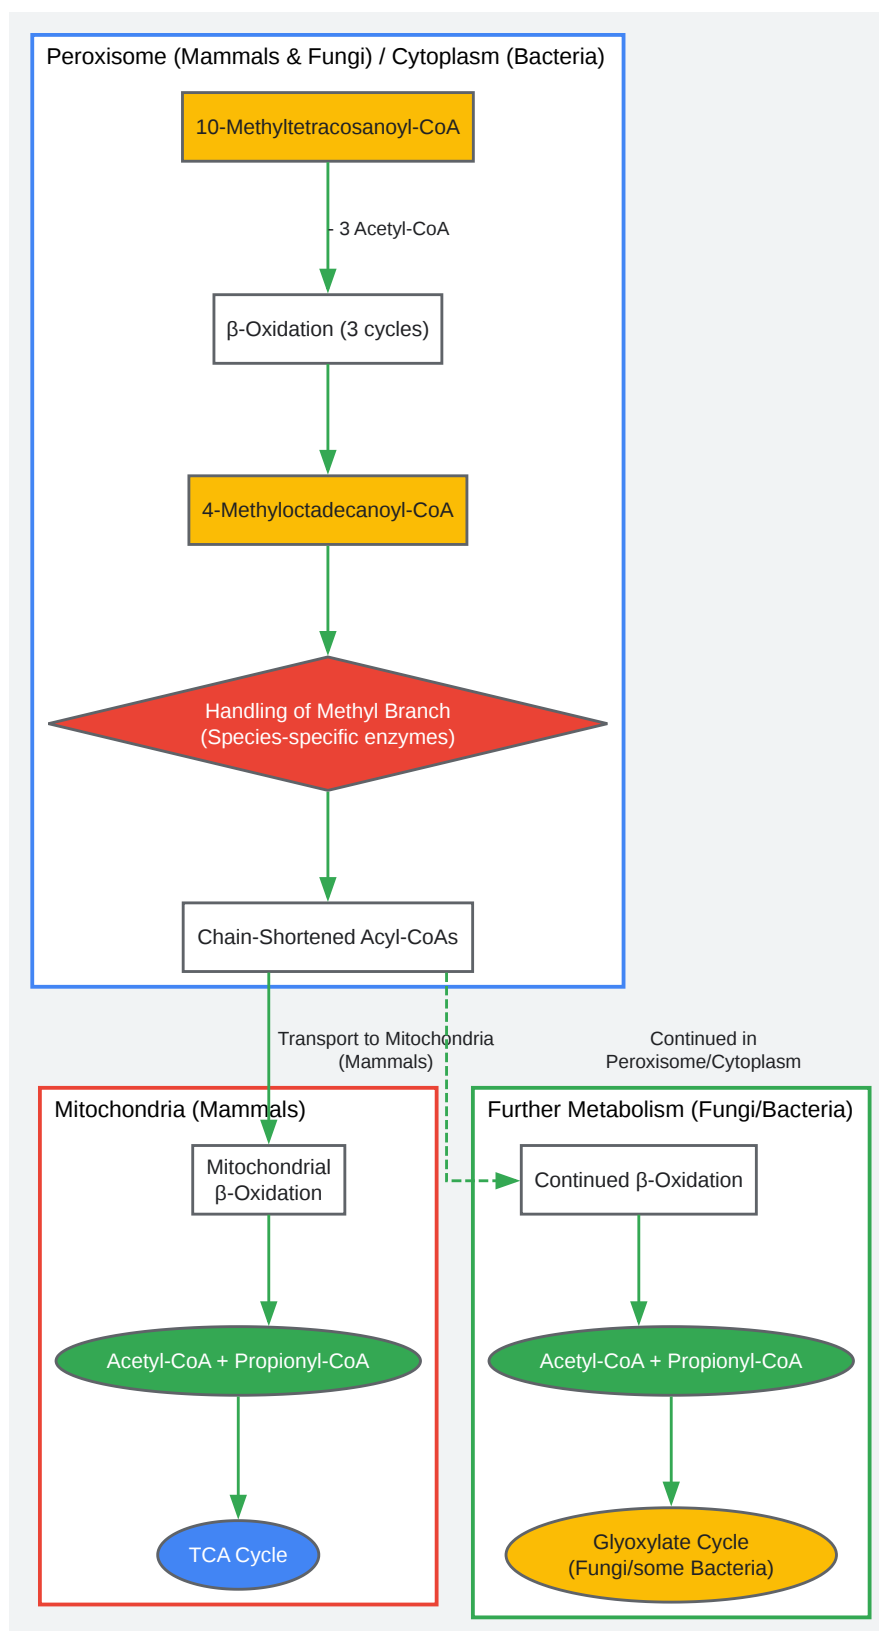 Peroxisome (Mammals & Fungi) / Cytoplasm (Bacteria)
10-Methyltetracosanoyl-CoA
- 3 Acetyl-CoA
β-Oxidation (3 cycles)
4-Methyloctadecanoyl-CoA
Handling of Methyl Branch
(Species-specific enzymes)
Chain-Shortened Acyl-CoAs
Transport to Mitochondria
(Mammals)
Continued in
Peroxisome/Cytoplasm
Mitochondria (Mammals)
Mitochondrial
β-Oxidation
Acetyl-CoA + Propionyl-CoA
TCA Cycle
Further Metabolism (Fungi/Bacteria)
Continued β-Oxidation
Acetyl-CoA + Propionyl-CoA
Glyoxylate Cycle
(Fungi/some Bacteria)